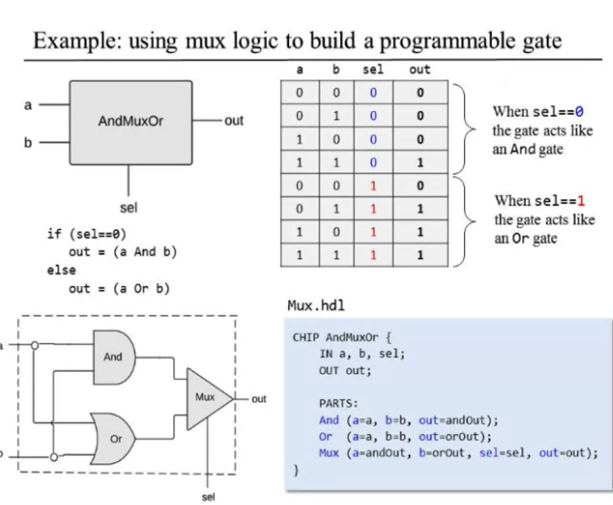 Example: using mux logic to build a programmable gate
a
b
AndMuxOr
out
sel
if (sel==0)
out = (a And b)
else
out = (a Or b)
a b sel out
0 0 0 0
0 1 0 0
1 0 0 0
1 1 0 1
0 0 1 0
0 1 1 1
1 0 1 1
1 1 1 1
When sel==0
the gate acts like
an And gate
When sel==1
the gate acts like
an Or gate
a
And
Or
Mux
out
sel
Mux.hdl
CHIP AndMuxOr {
IN a, b, sel;
OUT out;
PARTS:
And (a=a, b=b, out=andOut);
Or (a=a, b=b, out=orOut);
Mux (a=andOut, b=orOut, sel=sel, out=out);
}